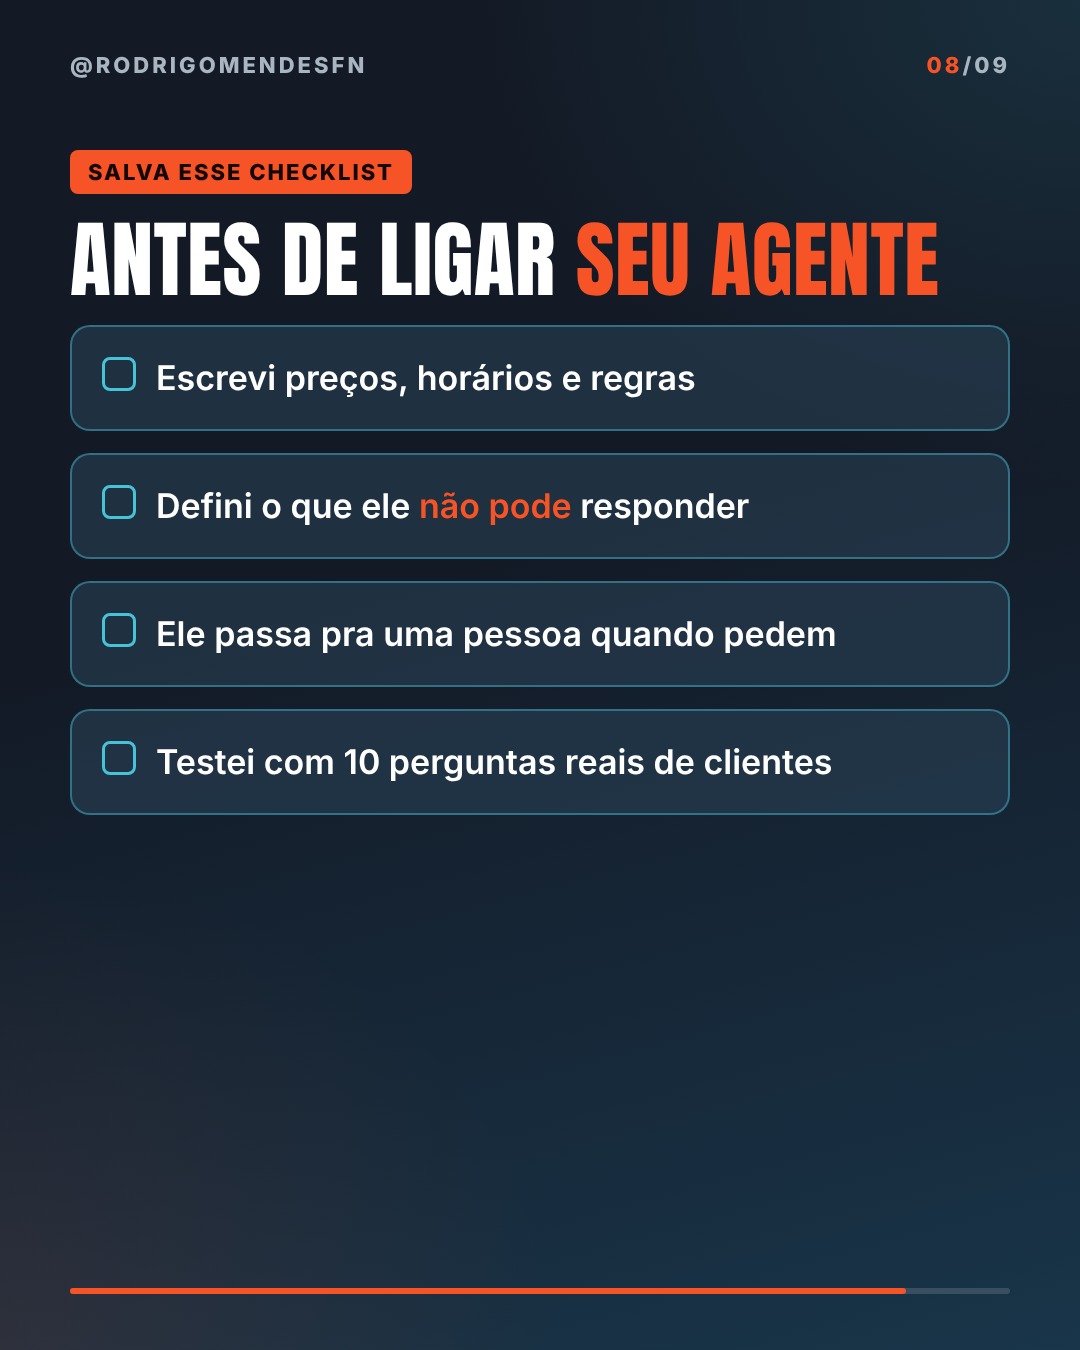 @RODRIGOMENDESFN
08/09
SALVA ESSE CHECKLIST
ANTES DE LIGAR SEU AGENTE
Escrevi preços, horários e regras
Defini o que ele não pode responder
Ele passa pra uma pessoa quando pedem
Testei com 10 perguntas reais de clientes